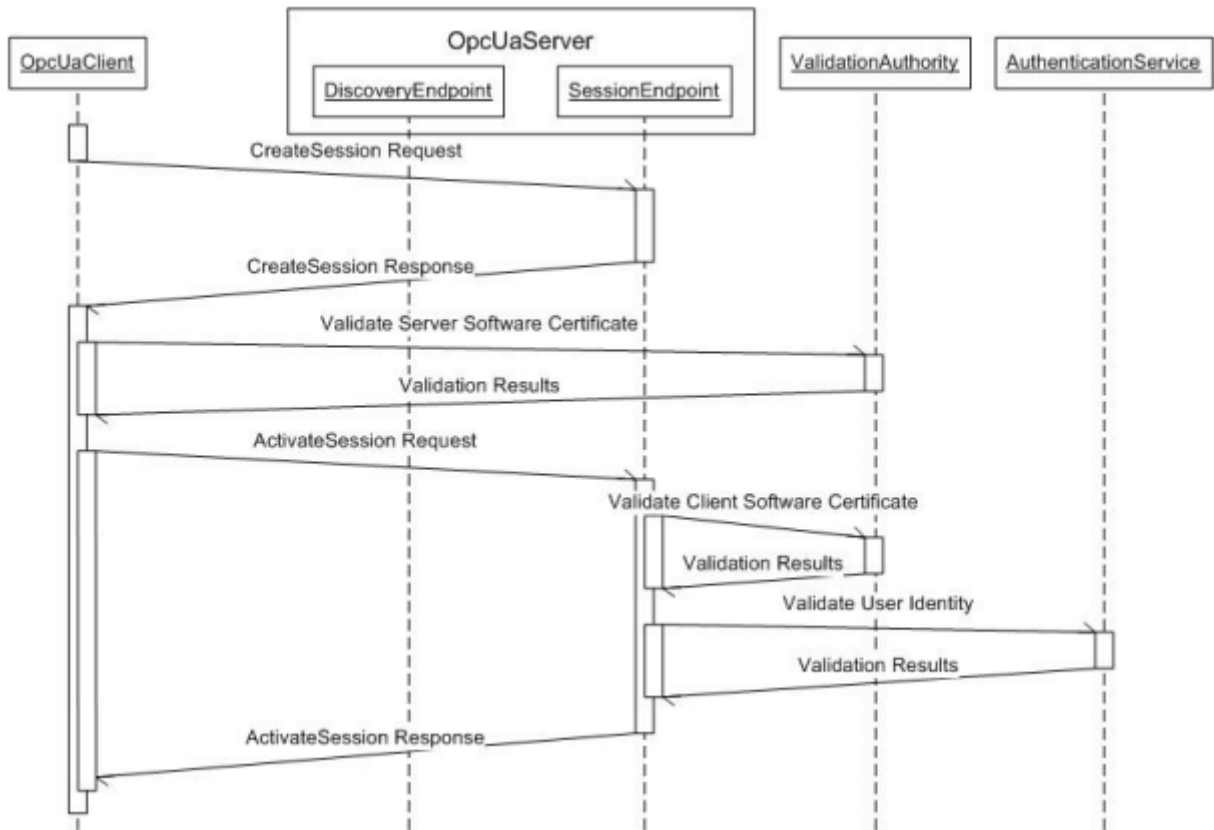 OpcUaServer
OpcUaClient
DiscoveryEndpoint
SessionEndpoint
ValidationAuthority
AuthenticationService
CreateSession Request
CreateSession Response
Validate Server Software Certificate
Validation Results
ActivateSession Request
Validate Client Software Certificate
Validation Results
Validate User Identity
Validation Results
ActivateSession Response